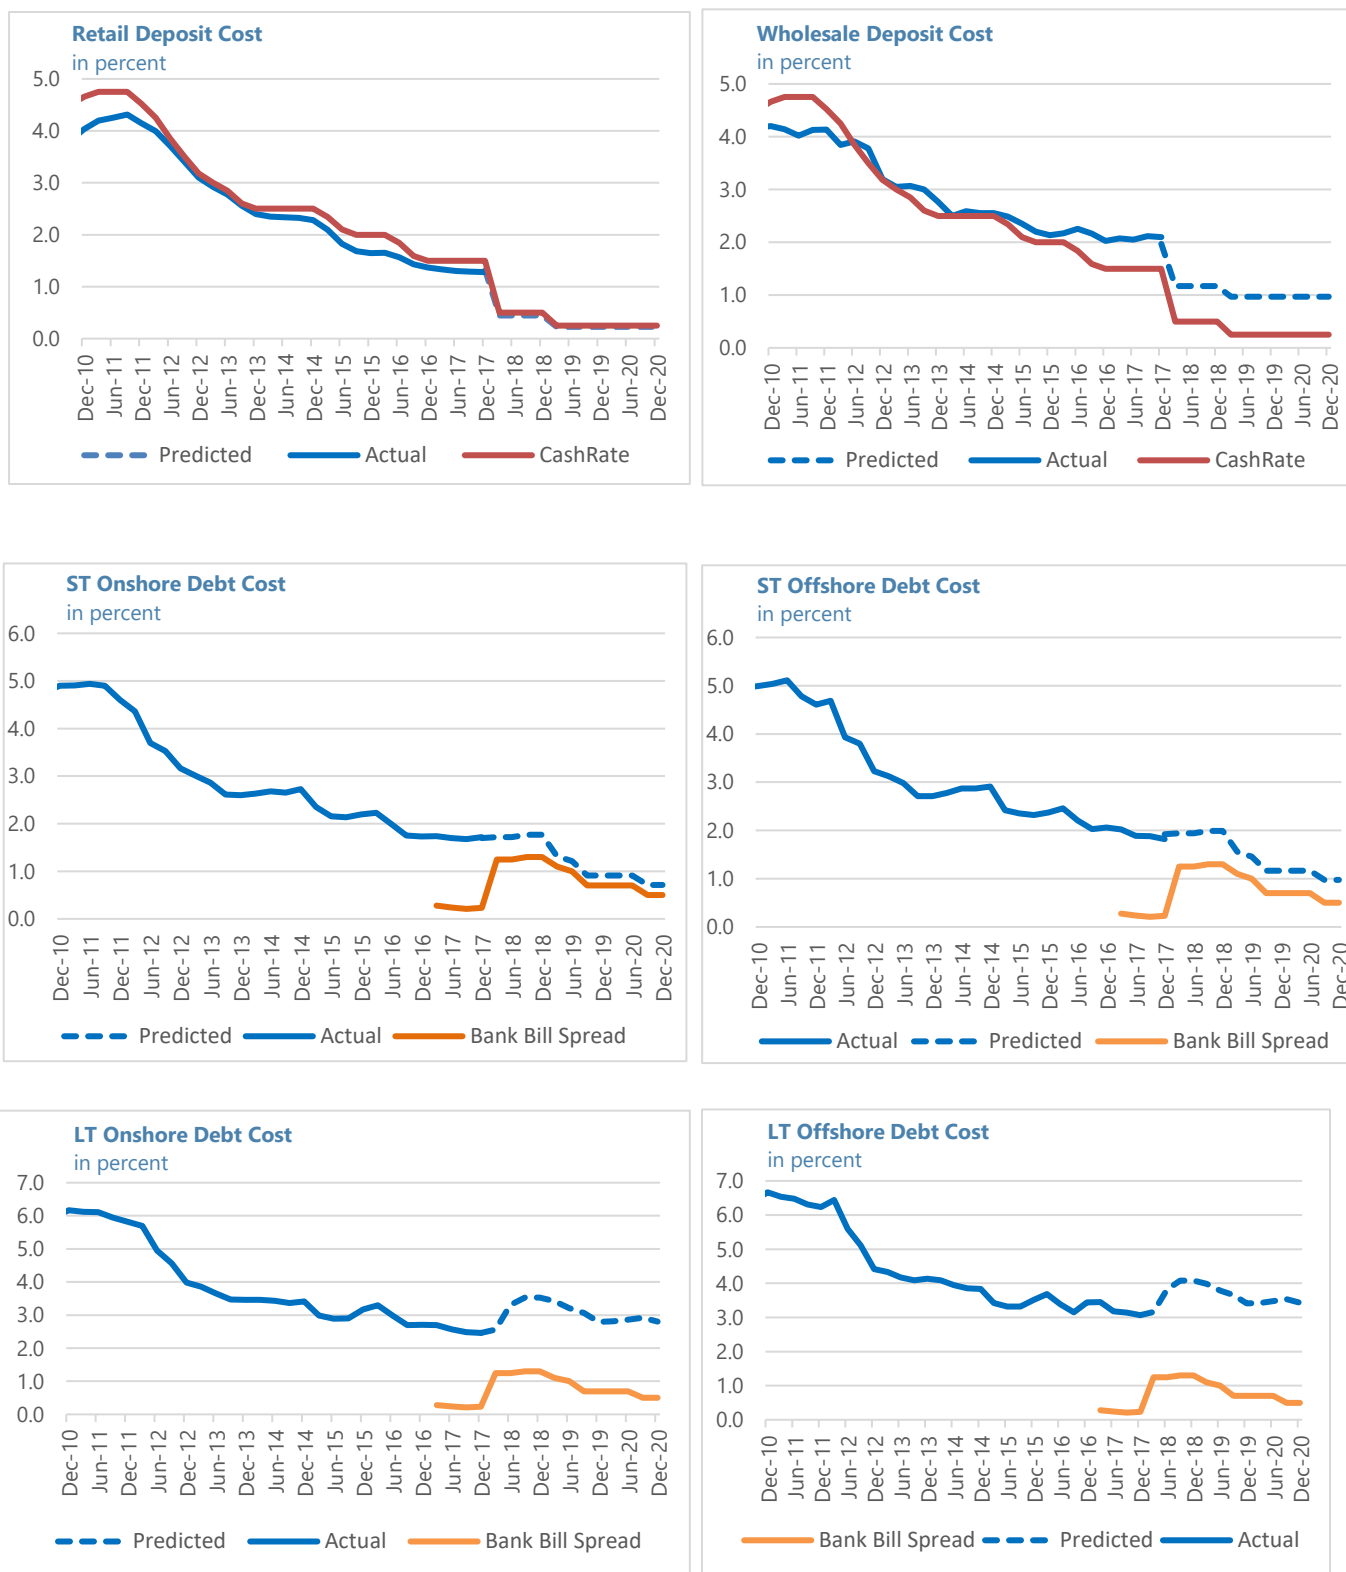 Retail Deposit Cost
in percent
5.0
4.0
3.0
2.0
1.0
0.0
Dec-10
Jun-11
Dec-11
Jun-12
Dec-12
Jun-13
Dec-13
Jun-14
Dec-14
Jun-15
Dec-15
Jun-16
Dec-16
Jun-17
Dec-17
Jun-18
Dec-18
Jun-19
Dec-19
Jun-20
Dec-20
Predicted Actual CashRate
Wholesale Deposit Cost
in percent
5.0
4.0
3.0
2.0
1.0
0.0
Dec-10
Jun-11
Dec-11
Jun-12
Dec-12
Jun-13
Dec-13
Jun-14
Dec-14
Jun-15
Dec-15
Jun-16
Dec-16
Jun-17
Dec-17
Jun-18
Dec-18
Jun-19
Dec-19
Jun-20
Dec-20
Predicted Actual CashRate
ST Onshore Debt Cost
in percent
6.0
5.0
4.0
3.0
2.0
1.0
0.0
Dec-10
Jun-11
Dec-11
Jun-12
Dec-12
Jun-13
Dec-13
Jun-14
Dec-14
Jun-15
Dec-15
Jun-16
Dec-16
Jun-17
Dec-17
Jun-18
Dec-18
Jun-19
Dec-19
Jun-20
Dec-20
Predicted Actual Bank Bill Spread
ST Offshore Debt Cost
in percent
6.0
5.0
4.0
3.0
2.0
1.0
0.0
Dec-10
Jun-11
Dec-11
Jun-12
Dec-12
Jun-13
Dec-13
Jun-14
Dec-14
Jun-15
Dec-15
Jun-16
Dec-16
Jun-17
Dec-17
Jun-18
Dec-18
Jun-19
Dec-19
Jun-20
Dec-20
Actual Predicted Bank Bill Spread
LT Onshore Debt Cost
in percent
7.0
6.0
5.0
4.0
3.0
2.0
1.0
0.0
Dec-10
Jun-11
Dec-11
Jun-12
Dec-12
Jun-13
Dec-13
Jun-14
Dec-14
Jun-15
Dec-15
Jun-16
Dec-16
Jun-17
Dec-17
Jun-18
Dec-18
Jun-19
Dec-19
Jun-20
Dec-20
Predicted Actual Bank Bill Spread
LT Offshore Debt Cost
in percent
7.0
6.0
5.0
4.0
3.0
2.0
1.0
0.0
Dec-10
Jun-11
Dec-11
Jun-12
Dec-12
Jun-13
Dec-13
Jun-14
Dec-14
Jun-15
Dec-15
Jun-16
Dec-16
Jun-17
Dec-17
Jun-18
Dec-18
Jun-19
Dec-19
Jun-20
Dec-20
Bank Bill Spread Predicted Actual